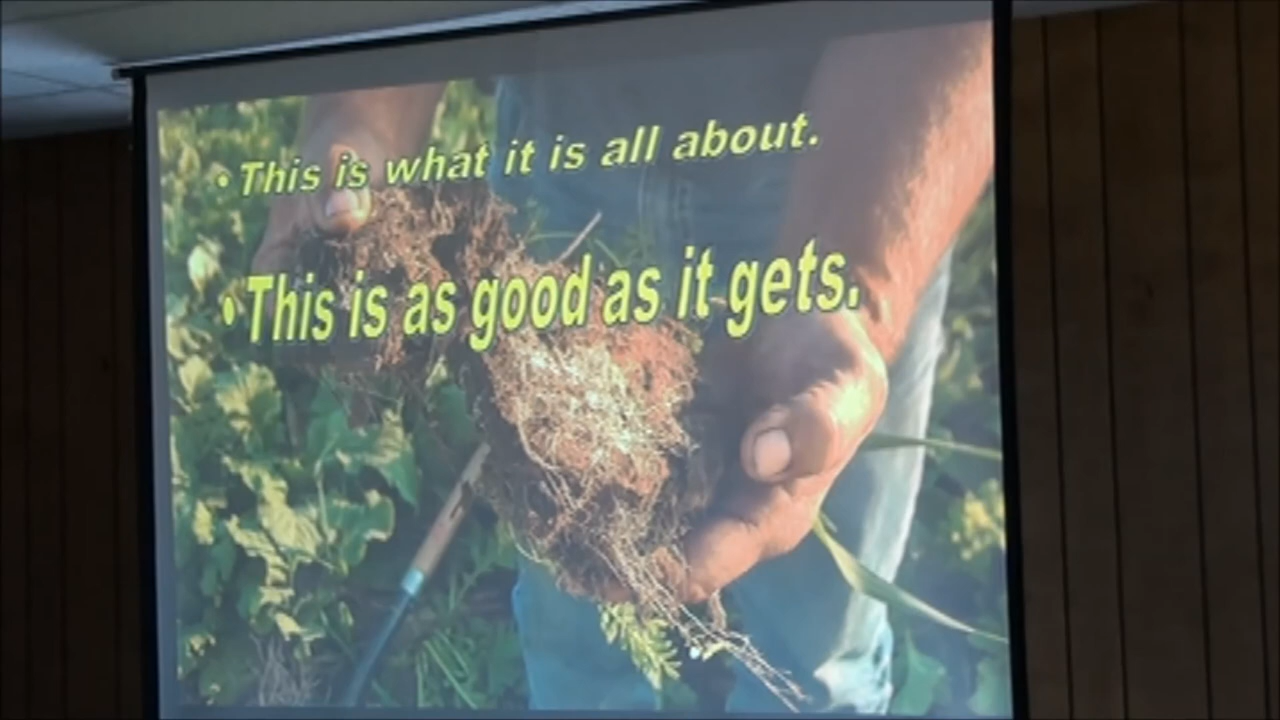 • This is what it is all about.
• This is as good as it gets.